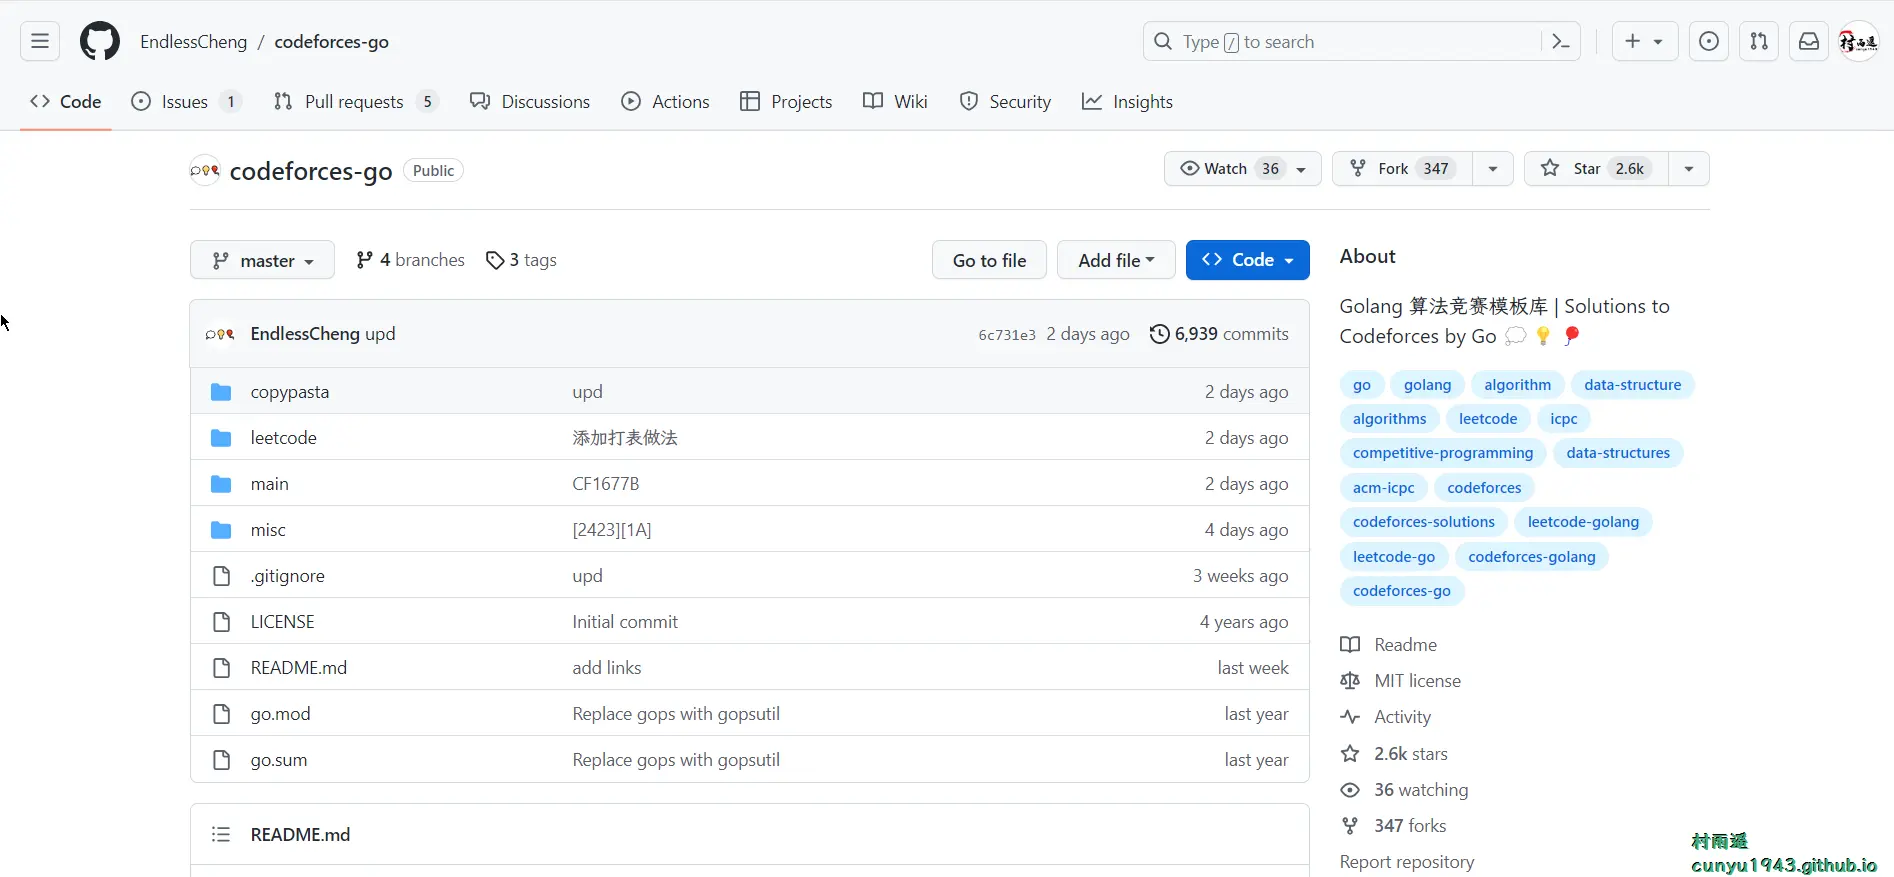 EndlessCheng / codeforces-go
Type / to search
Code
Issues 1
Pull requests 5
Discussions
Actions
Projects
Wiki
Security
Insights
codeforces-go Public
Watch 36
Fork 347
Star 2.6k
master
4 branches
3 tags
Go to file
Add file
Code
EndlessCheng upd 6c731e3 2 days ago 6,939 commits
copypasta upd 2 days ago
leetcode 添加打表做法 2 days ago
main CF1677B 2 days ago
misc [2423][1A] 4 days ago
.gitignore upd 3 weeks ago
LICENSE Initial commit 4 years ago
README.md add links last week
go.mod Replace gops with gopsutil last year
go.sum Replace gops with gopsutil last year
README.md
About
Golang 算法竞赛模板库 | Solutions to
Codeforces by Go 💭💡🎈
go golang algorithm data-structure
algorithms leetcode icpc
competitive-programming data-structures
acm-icpc codeforces
codeforces-solutions leetcode-golang
leetcode-go codeforces-golang
codeforces-go
Readme
MIT license
Activity
2.6k stars
36 watching
347 forks
Report repository
村雨遥
cunyu1943.github.io